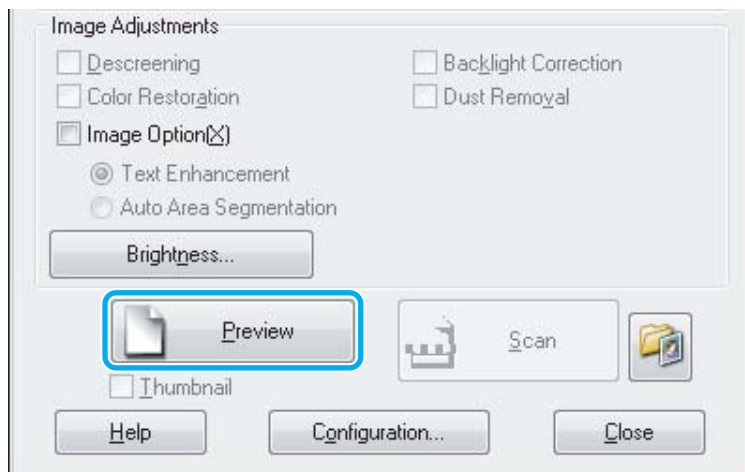 Image Adjustments
Descreening
Backlight Correction
Color Restoration
Dust Removal
Image Option(X)
Text Enhancement
Auto Area Segmentation
Brightness...
Preview
Scan
Thumbnail
Help
Configuration...
Close